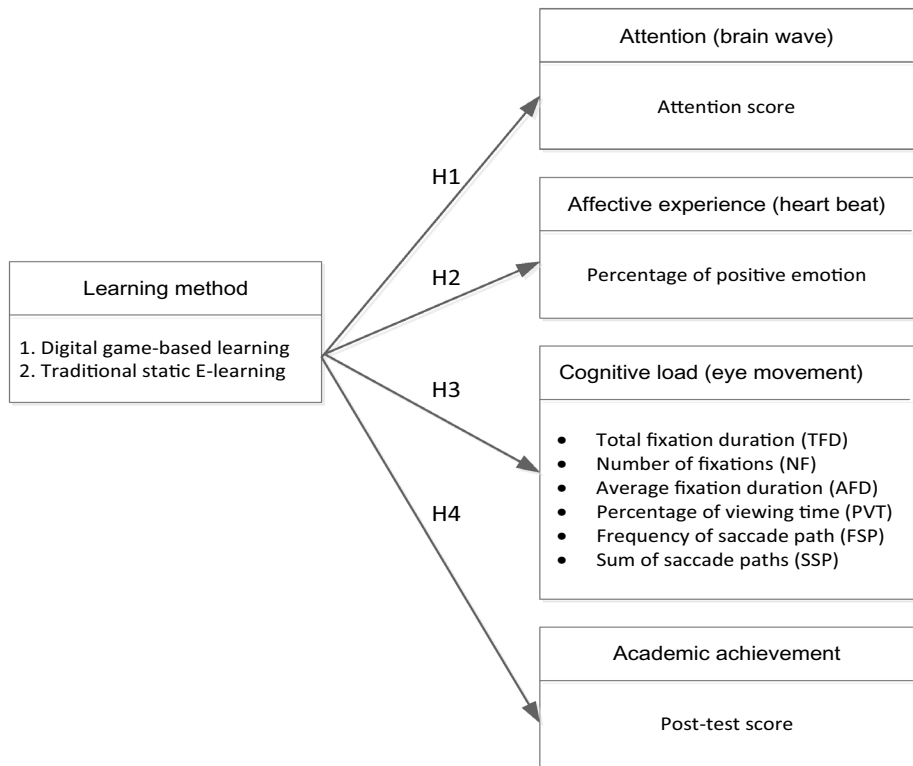 Attention (brain wave)
Attention score
H1
Affective experience (heart beat)
Percentage of positive emotion
H2
Learning method
1. Digital game-based learning
2. Traditional static E-learning
H3
Cognitive load (eye movement)
• Total fixation duration (TFD)
• Number of fixations (NF)
• Average fixation duration (AFD)
• Percentage of viewing time (PVT)
• Frequency of saccade path (FSP)
• Sum of saccade paths (SSP)
H4
Academic achievement
Post-test score